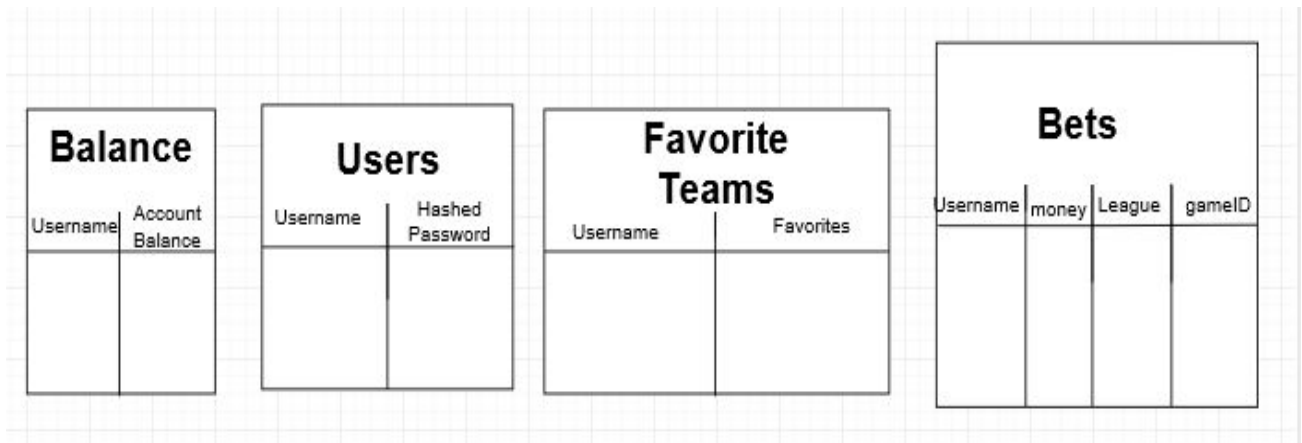 Balance
Username
Account
Balance
Users
Username
Hashed
Password
Favorite
Teams
Username
Favorites
Bets
Username
money
League
gameID